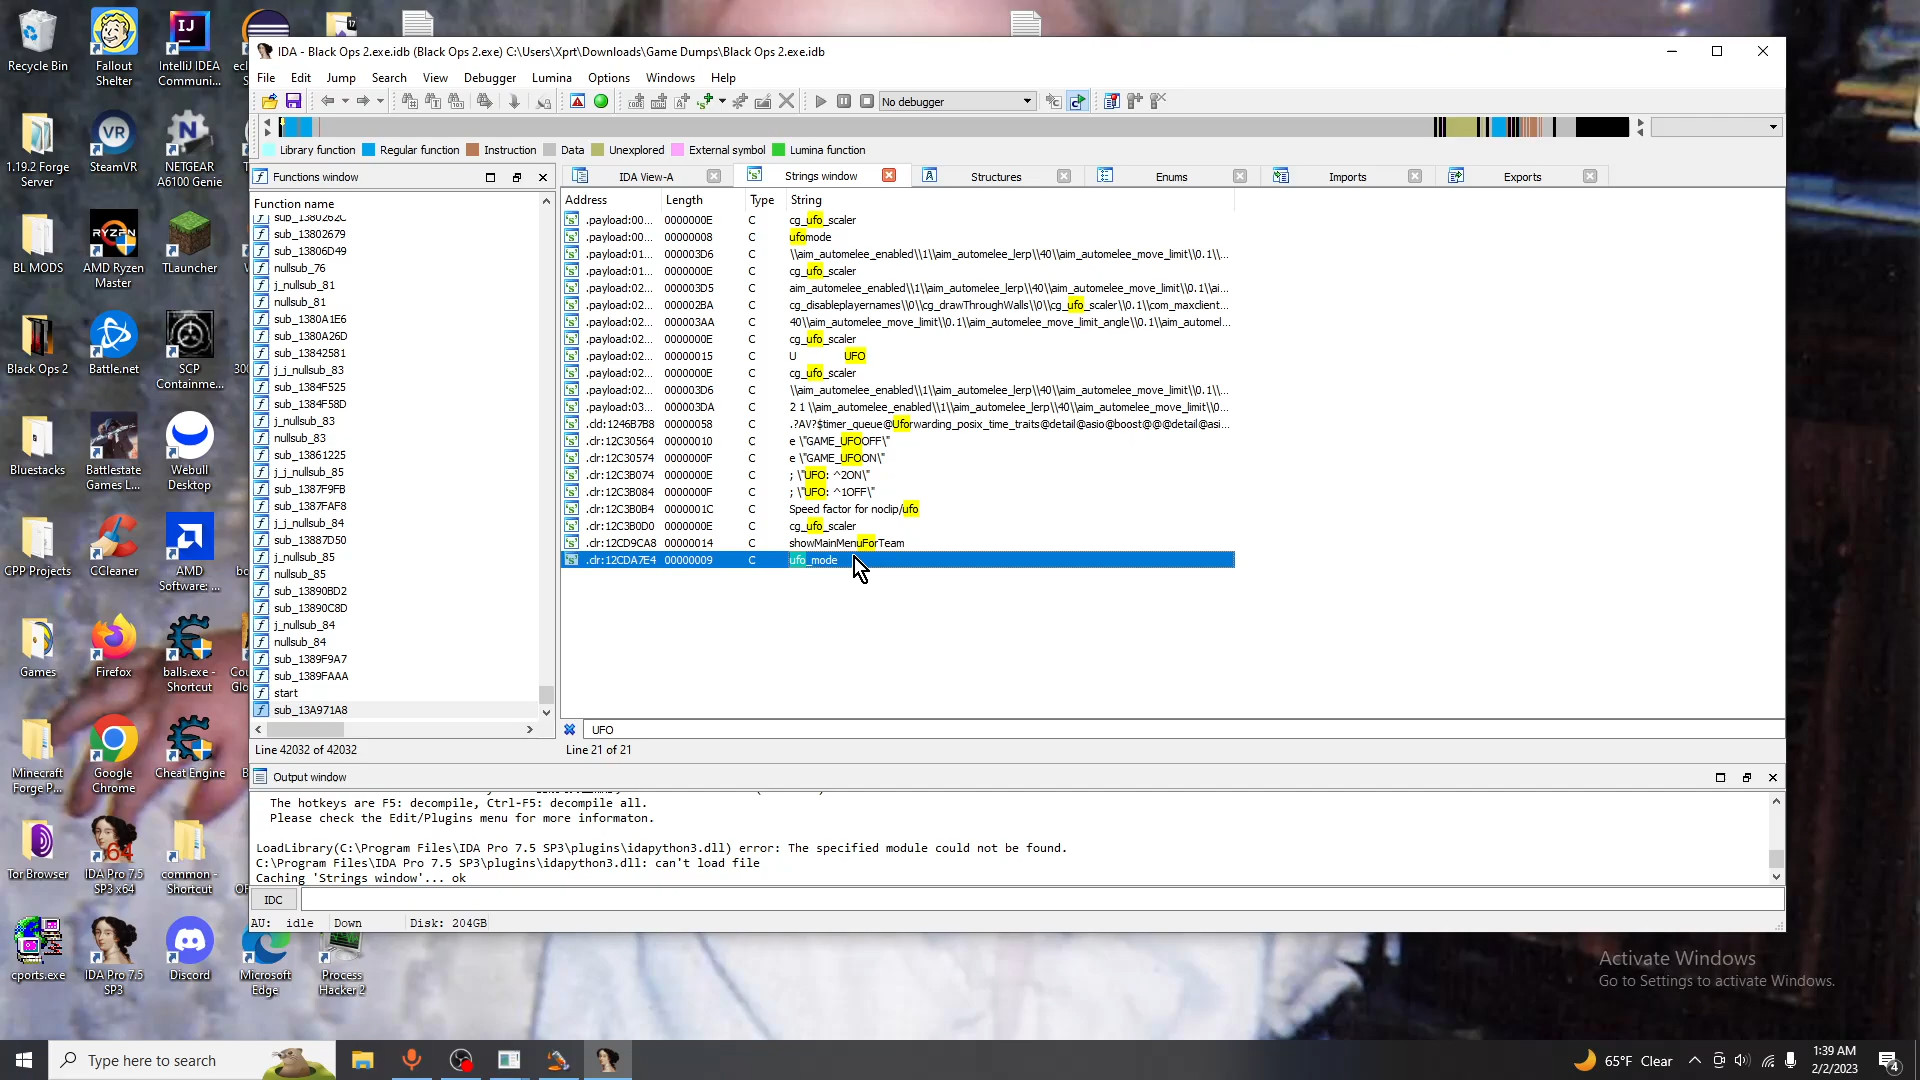 IDA - Black Ops 2.exe.idb (Black Ops 2.exe) C:\Users\Xprt\Downloads\Game Dumps\Black Ops 2.exe.idb
File Edit Jump Search View Debugger Lumina Options Windows Help
No debugger
Library function Regular function Instruction Data Unexplored External symbol Lumina function
Functions window
IDA View-A Strings window Structures Enums Imports Exports
Function name
sub_1380262C
sub_13802679
sub_13806D49
nullsub_76
j_nullsub_81
nullsub_81
sub_1380A1E6
sub_1380A26D
sub_13842581
j_j_nullsub_83
sub_1384F525
sub_1384F58D
j_nullsub_83
nullsub_83
sub_13861225
j_j_nullsub_85
sub_1387F9FB
sub_1387FAF8
j_j_nullsub_84
sub_13887D50
j_nullsub_85
nullsub_85
sub_13890BD2
sub_13890C8D
j_nullsub_84
nullsub_84
sub_1389F9A7
sub_1389FAAA
start
sub_13A971A8
Line 42032 of 42032
Address Length Type String
.payload:00... 0000000E C cg_ufo_scaler
.payload:00... 00000008 C ufomode
.payload:01... 000003D6 C \\aim_automelee_enabled\\1\\aim_automelee_lerp\\40\\aim_automelee_move_limit\\0.1\\...
.payload:01... 0000000E C cg_ufo_scaler
.payload:02... 000003D5 C aim_automelee_enabled\\1\\aim_automelee_lerp\\40\\aim_automelee_move_limit\\0.1\\ai...
.payload:02... 000002BA C cg_disableplayernames\\0\\cg_drawThroughWalls\\0\\cg_ufo_scaler\\0.1\\com_maxclient...
.payload:02... 000003AA C 40\\aim_automelee_move_limit\\0.1\\aim_automelee_move_limit_angle\\0.1\\aim_automel...
.payload:02... 0000000E C cg_ufo_scaler
.payload:02... 00000015 C U UFO
.payload:02... 0000000E C cg_ufo_scaler
.payload:02... 000003D6 C \\aim_automelee_enabled\\1\\aim_automelee_lerp\\40\\aim_automelee_move_limit\\0.1\\...
.payload:03... 000003DA C 2 1 \\aim_automelee_enabled\\1\\aim_automelee_lerp\\40\\aim_automelee_move_limit\\0...
.dd:1246B7B8 00000058 C .?AV?$timer_queue@Uforwarding_posix_time_traits@detail@asio@boost@@@detail@asi...
.clr:12C30564 00000010 C e \"GAME_UFOOFF\"
.clr:12C30574 0000000F C e \"GAME_UFOON\"
.clr:12C3B074 0000000E C ; \"UFO: ^2ON\"
.clr:12C3B084 0000000F C ; \"UFO: ^1OFF\"
.clr:12C3B0B4 0000001C C Speed factor for noclip/ufo
.clr:12C3B0D0 0000000E C cg_ufo_scaler
.clr:12CD9CA8 00000014 C showMainMenuForTeam
.clr:12CDA7E4 00000009 C ufo_mode
UFO
Line 21 of 21
Output window
The hotkeys are F5: decompile, Ctrl-F5: decompile all.
Please check the Edit/Plugins menu for more informaton.
LoadLibrary(C:\Program Files\IDA Pro 7.5 SP3\plugins\idapython3.dll) error: The specified module could not be found.
C:\Program Files\IDA Pro 7.5 SP3\plugins\idapython3.dll: can't load file
Caching 'Strings window'... ok
IDC
AU: idle Down Disk: 204GB
Recycle Bin
Fallout Shelter
IntelliJ IDEA Communi...
1.19.2 Forge Server
SteamVR
NETGEAR A6100 Genie
BL MODS
AMD Ryzen Master
TLauncher
Black Ops 2
Battle.net
SCP Containme...
Bluestacks
Battlestate Games L...
Webull Desktop
CPP Projects
CCleaner
AMD Software: ...
Games
Firefox
balls.exe - Shortcut
Minecraft Forge P...
Google Chrome
Cheat Engine
Tor Browser
IDA Pro 7.5 SP3 x64
common - Shortcut
cports.exe
IDA Pro 7.5 SP3
Discord
Microsoft Edge
Process Hacker 2
Activate Windows
Go to Settings to activate Windows.
Type here to search
65°F Clear
1:39 AM
2/2/2023
4